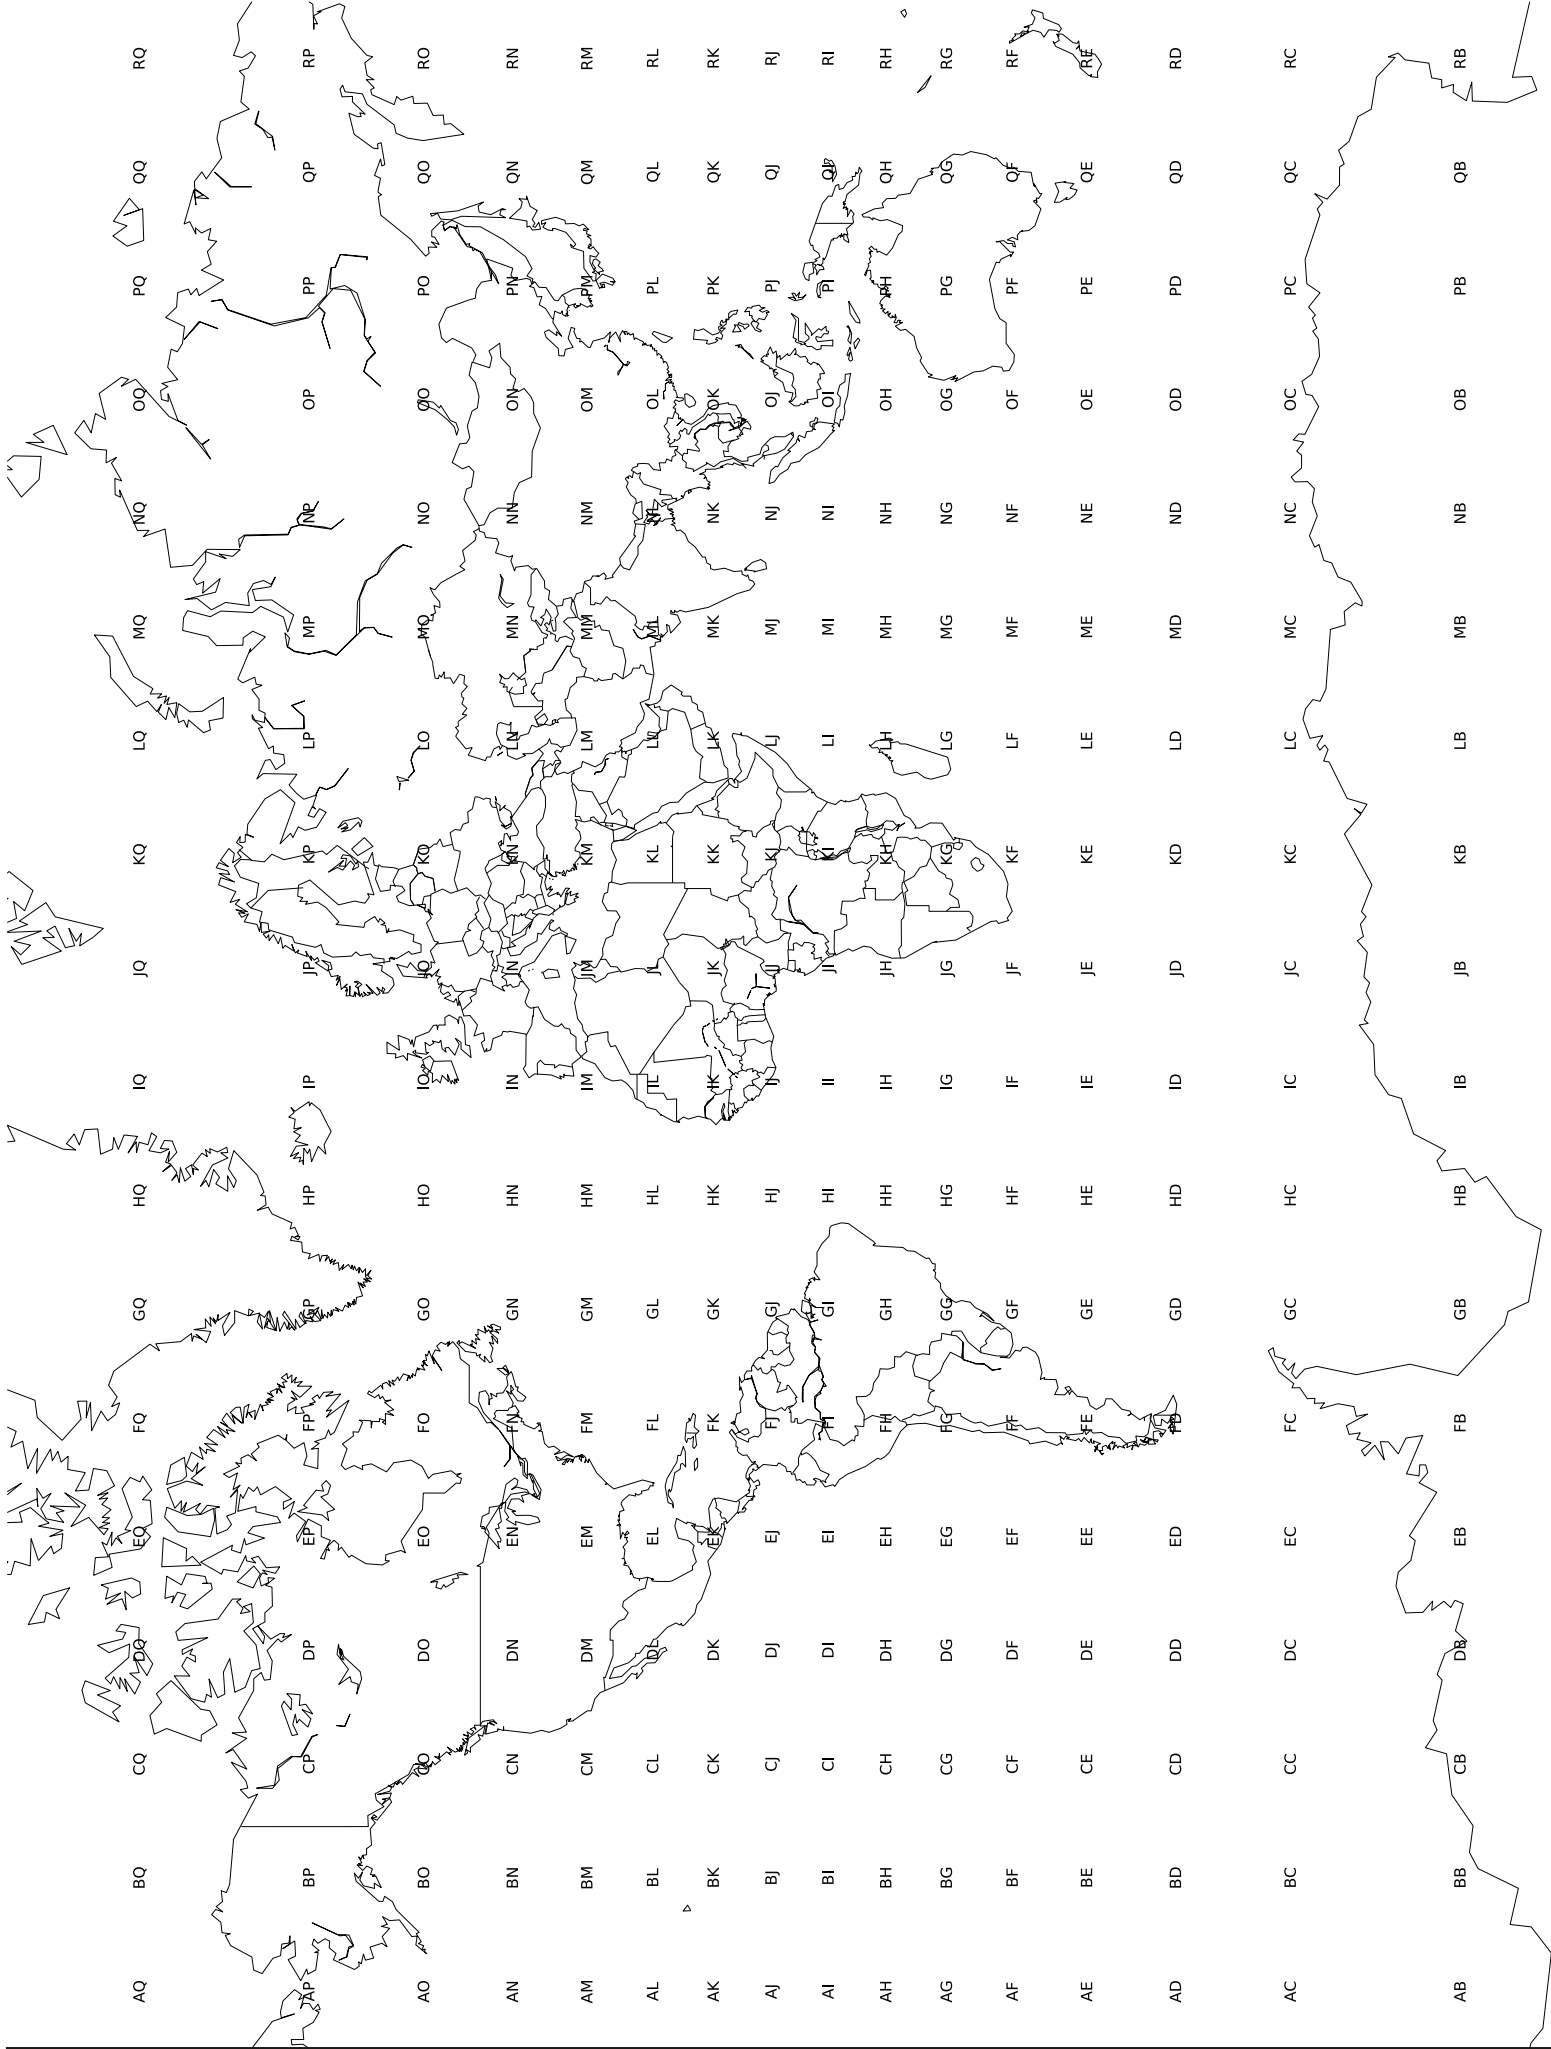 AQ BQ CQ DQ EQ FQ GQ HQ IQ JQ KQ LQ MQ NQ OQ PQ QQ RQ
AP BP CP DP EP FP GP HP IP JP KP LP MP NP OP PP QP RP
AO BO CO DO EO FO GO HO IO JO KO LO MO NO OO PO QO RO
AN BN CN DN EN FN GN HN IN JN KN LN MN NN ON PN QN RN
AM BM CM DM EM FM GM HM IM JM KM LM MM NM OM PM QM RM
AL BL CL DL EL FL GL HL IL JL KL LL ML NL OL PL QL RL
AK BK CK DK EK FK GK HK IK JK KK LK MK NK OK PK QK RK
AJ BJ CJ DJ EJ FJ GJ HJ IJ JJ KJ LJ MJ NJ OJ PJ QJ RJ
AI BI CI DI EI FI GI HI II JI KI LI MI NI OI PI QI RI
AH BH CH DH EH FH GH HH IH JH KH LH MH NH OH PH QH RH
AG BG CG DG EG FG GG HG IG JG KG LG MG NG OG PG QG RG
AF BF CF DF EF FF GF HF IF JF KF LF MF NF OF PF QF RF
AE BE CE DE EE FE GE HE IE JE KE LE ME NE OE PE QE RE
AD BD CD DD ED FD GD HD ID JD KD LD MD ND OD PD QD RD
AC BC CC DC EC FC GC HC IC JC KC LC MC NC OC PC QC RC
AB BB CB DB EB FB GB HB IB JB KB LB MB NB OB PB QB RB